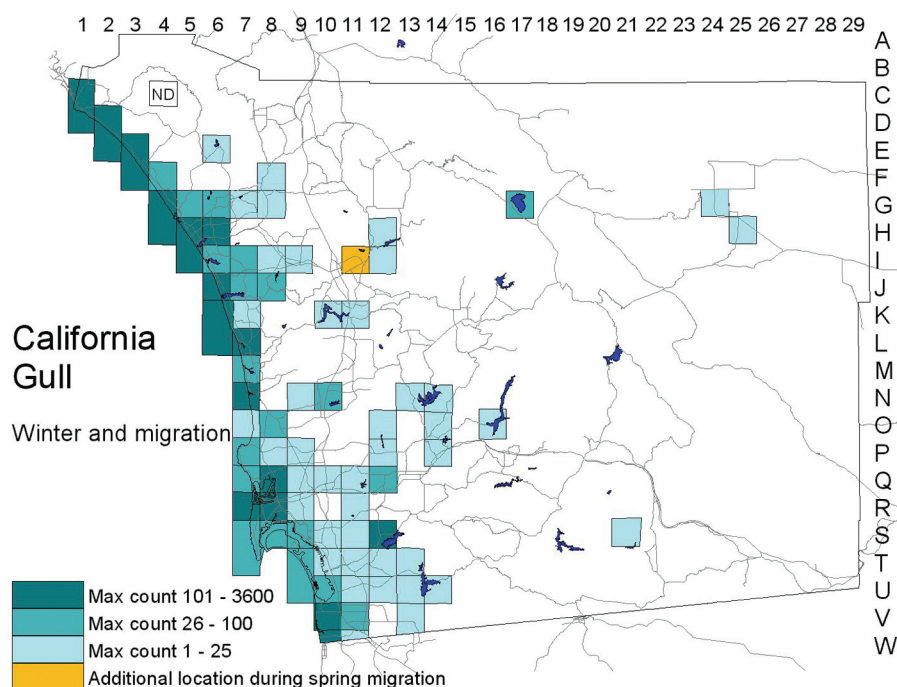 1 2 3 4 5 6 7 8 9 10 11 12 13 14 15 16 17 18 19 20 21 22 23 24 25 26 27 28 29
A
B
C
D
E
F
G
H
I
J
K
L
M
N
O
P
Q
R
S
T
U
V
W
ND
California
Gull
Winter and migration
Max count 101 - 3600
Max count 26 - 100
Max count 1 - 25
Additional location during spring migration